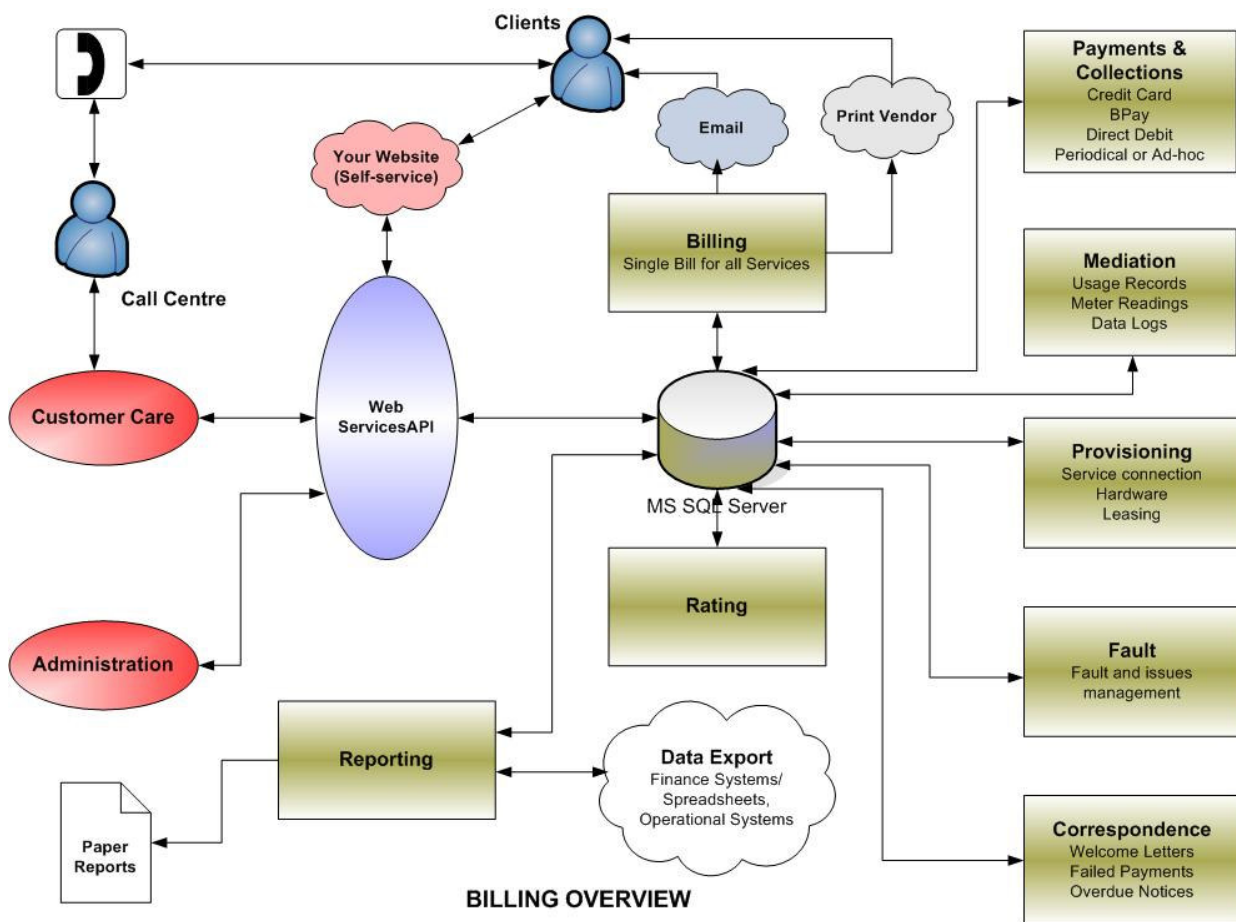 Clients
Payments &
Collections
Credit Card
BPay
Direct Debit
Periodical or Ad-hoc
Email
Print Vendor
Your Website
(Self-service)
Billing
Single Bill for all Services
Mediation
Usage Records
Meter Readings
Data Logs
Call Centre
Customer Care
Web
ServicesAPI
Provisioning
Service connection
Hardware
Leasing
MS SQL Server
Rating
Administration
Fault
Fault and issues
management
Reporting
Data Export
Finance Systems/
Spreadsheets,
Operational Systems
Paper
Reports
Correspondence
Welcome Letters
Failed Payments
Overdue Notices
BILLING OVERVIEW